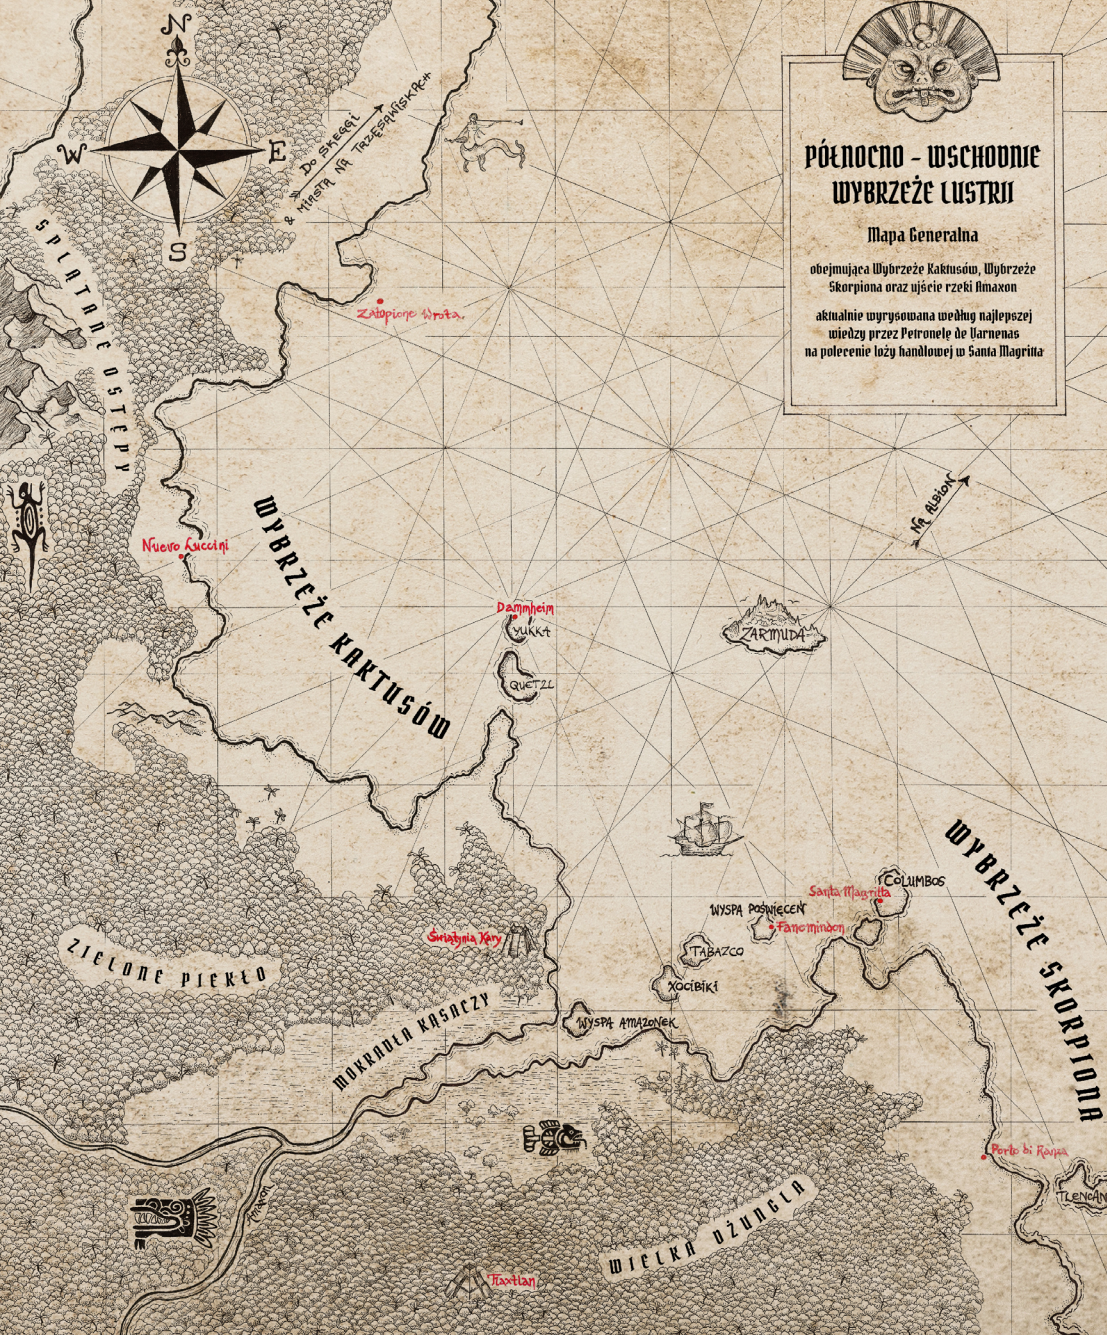 N
W
E
S
DO SKEGGI
& MIASTA NA TRZĘSAWISKACH
PÓŁNOCNO - WSCHODNIE
WYBRZEŻE LUSTRII
Mapa Generalna
obejmująca Wybrzeże Kaktusów, Wybrzeże
Skorpiona oraz ujście rzeki Amaxon
aktualnie wyrysowana według najlepszej
wiedzy przez Petronelę de Varnenas
na polecenie loży handlowej w Santa Magritta
SPLĄTANE OSTĘPY
Zatopione Wrota
NA ALBION
Nuevo Luccini
WYBRZEŻE KAKTUSÓW
Dammheim
YUKKA
ZARMUDA
QUETZL
WYBRZEŻE SKORPIONA
COLUMBOS
Santa Magritta
WYSPA POŚWIĘCEŃ
Fanomindon
Świątynia Kary
TABAZCO
ZIELONE PIEKŁO
XOCIBIKI
MOKRADŁA KĄSACZY
WYSPA AMAZONEK
Porto di Rappa
TLENCAN
Amaxon
WIELKA DŻUNGLA
Tlaxtlan